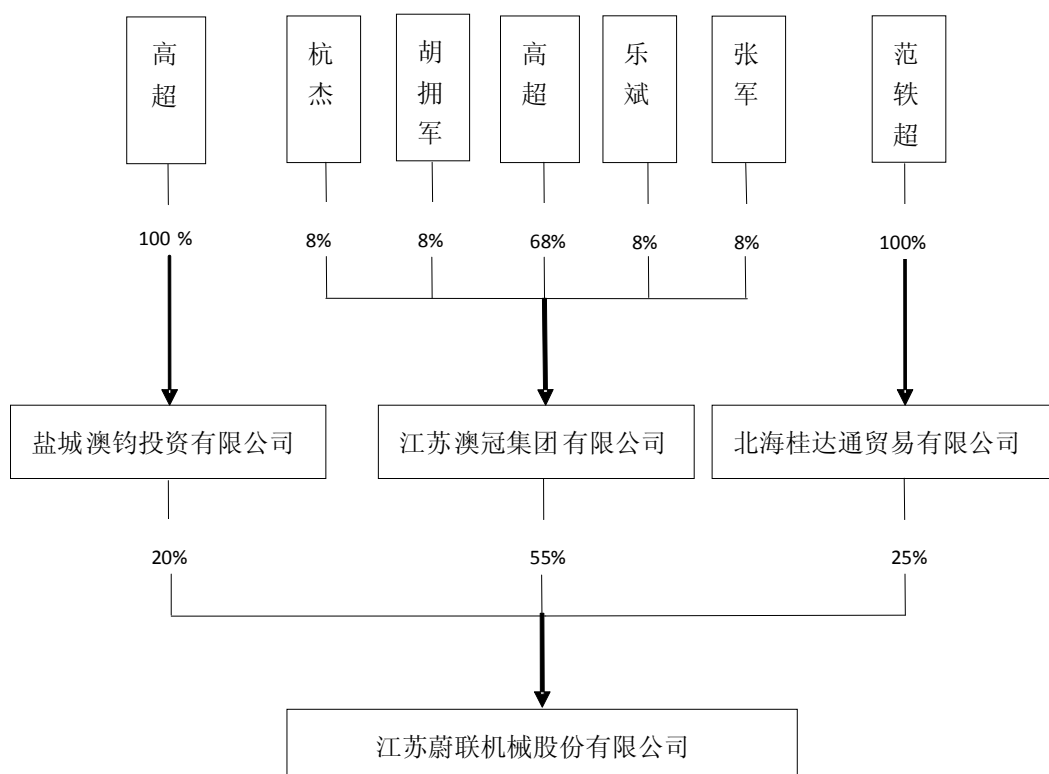 高超
杭杰
胡拥军
高超
乐斌
张军
范轶超
100 %
8%
8%
68%
8%
8%
100%
盐城澳钧投资有限公司
江苏澳冠集团有限公司
北海桂达通贸易有限公司
20%
55%
25%
江苏蔚联机械股份有限公司